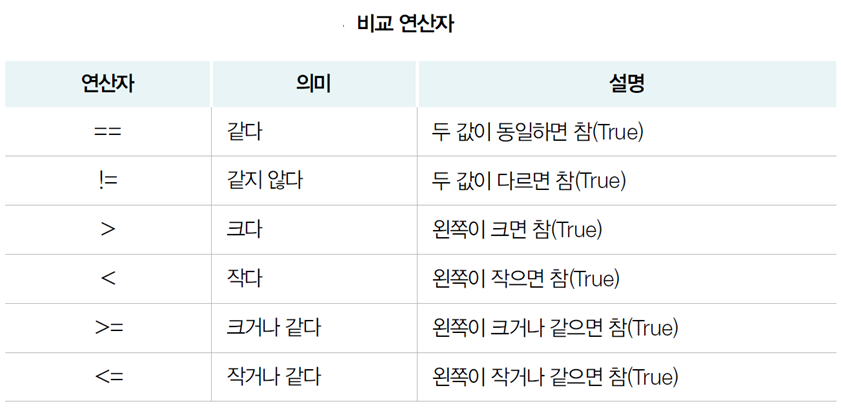 비교 연산자
연산자 의미 설명
== 같다 두 값이 동일하면 참(True)
!= 같지 않다 두 값이 다르면 참(True)
> 크다 왼쪽이 크면 참(True)
< 작다 왼쪽이 작으면 참(True)
>= 크거나 같다 왼쪽이 크거나 같으면 참(True)
<= 작거나 같다 왼쪽이 작거나 같으면 참(True)